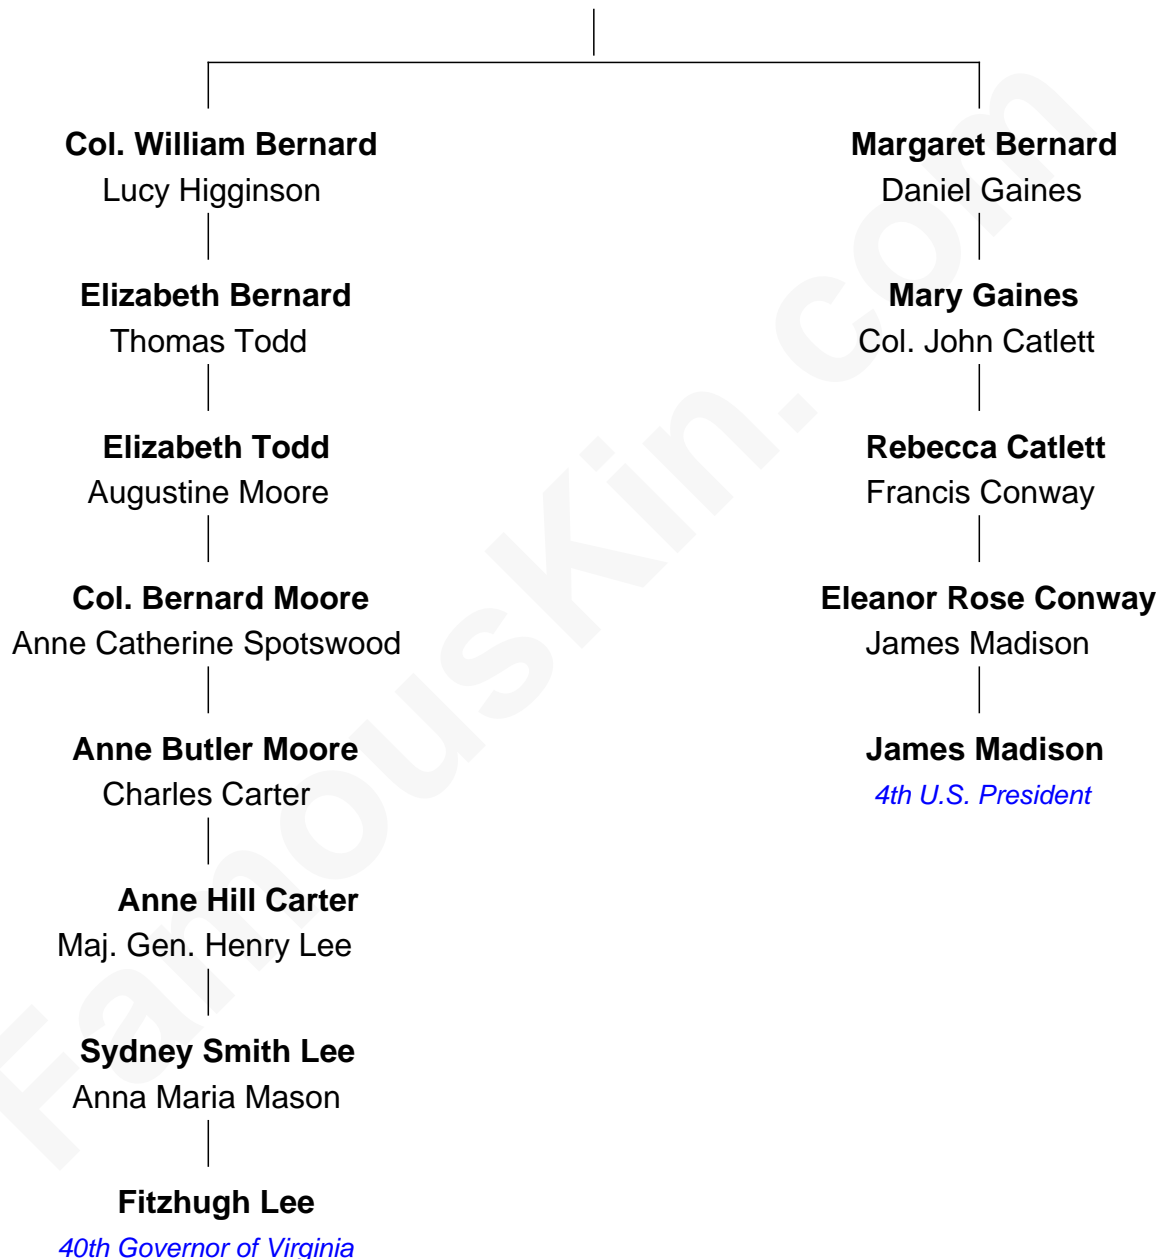 Col. William Bernard
Lucy Higginson
Elizabeth Bernard
Thomas Todd
Elizabeth Todd
Augustine Moore
Col. Bernard Moore
Anne Catherine Spotswood
Anne Butler Moore
Charles Carter
Anne Hill Carter
Maj. Gen. Henry Lee
Sydney Smith Lee
Anna Maria Mason
Fitzhugh Lee
40th Governor of Virginia
Margaret Bernard
Daniel Gaines
Mary Gaines
Col. John Catlett
Rebecca Catlett
Francis Conway
Eleanor Rose Conway
James Madison
James Madison
4th U.S. President
FamousKin.com